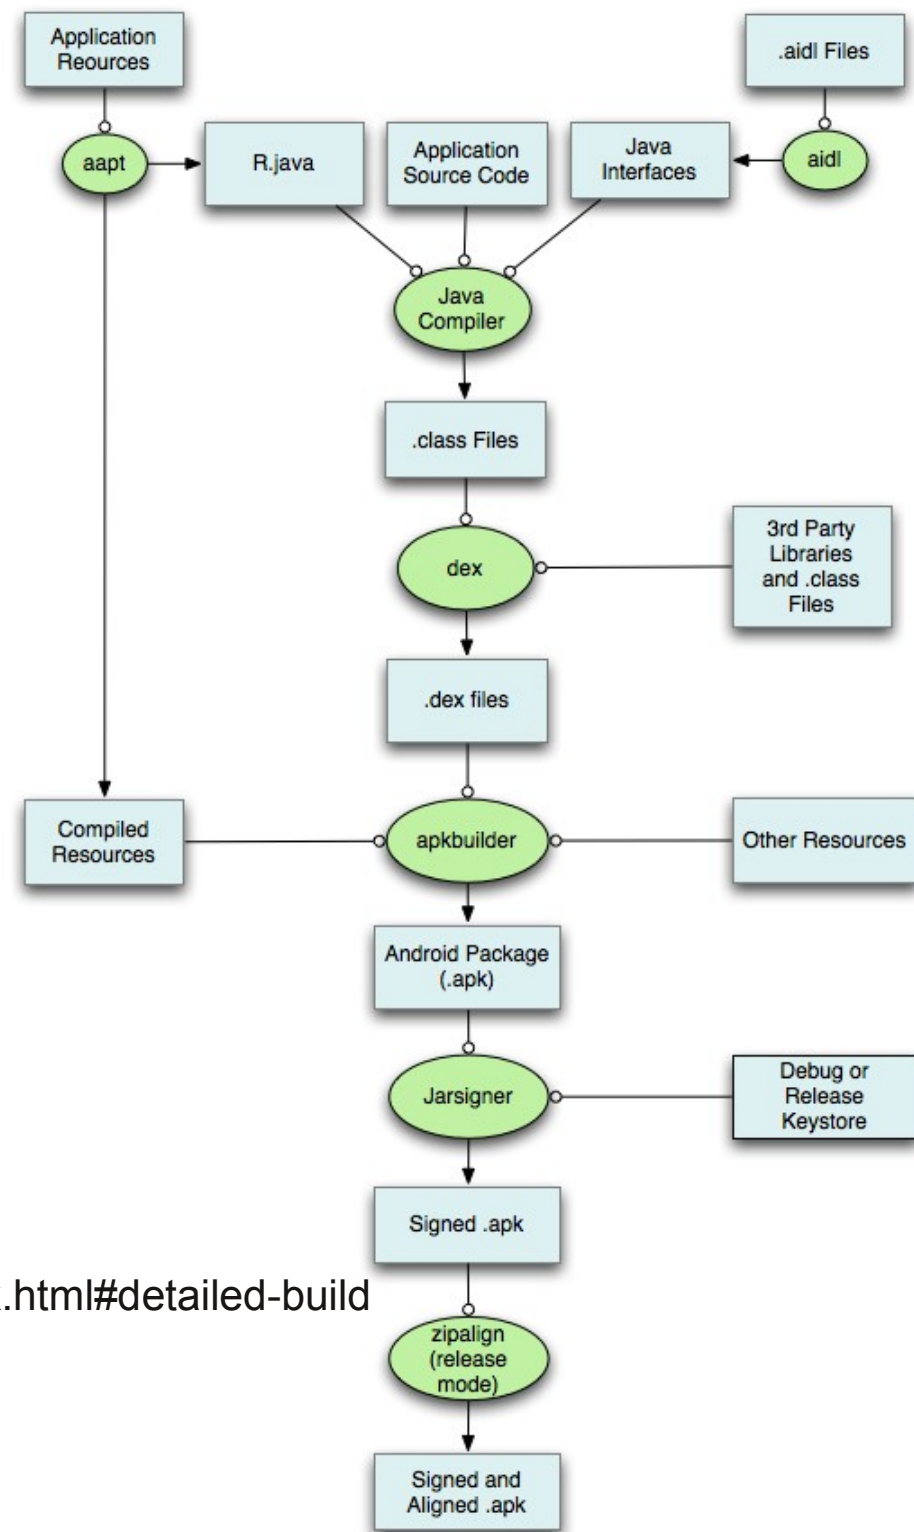 Application
Reources
.aidl Files
aapt
R.java
Application
Source Code
Java
Interfaces
aidl
Java
Compiler
.class Files
dex
3rd Party
Libraries
and .class
Files
.dex files
Compiled
Resources
apkbuilder
Other Resources
Android Package
(.apk)
Jarsigner
Debug or
Release
Keystore
Signed .apk
.html#detailed-build
zipalign
(release
mode)
Signed and
Aligned .apk